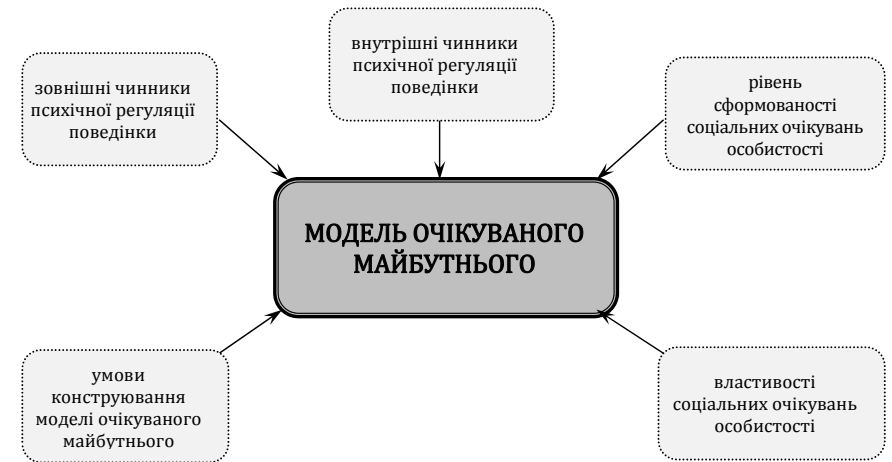 внутрішні чинники
психічної регуляції
поведінки
зовнішні чинники
психічної регуляції
поведінки
рівень
сформованості
соціальних очікувань
особистості
МОДЕЛЬ ОЧІКУВАНОГО
МАЙБУТНЬОГО
умови
конструювання
моделі очікуваного
майбутнього
властивості
соціальних очікувань
особистості